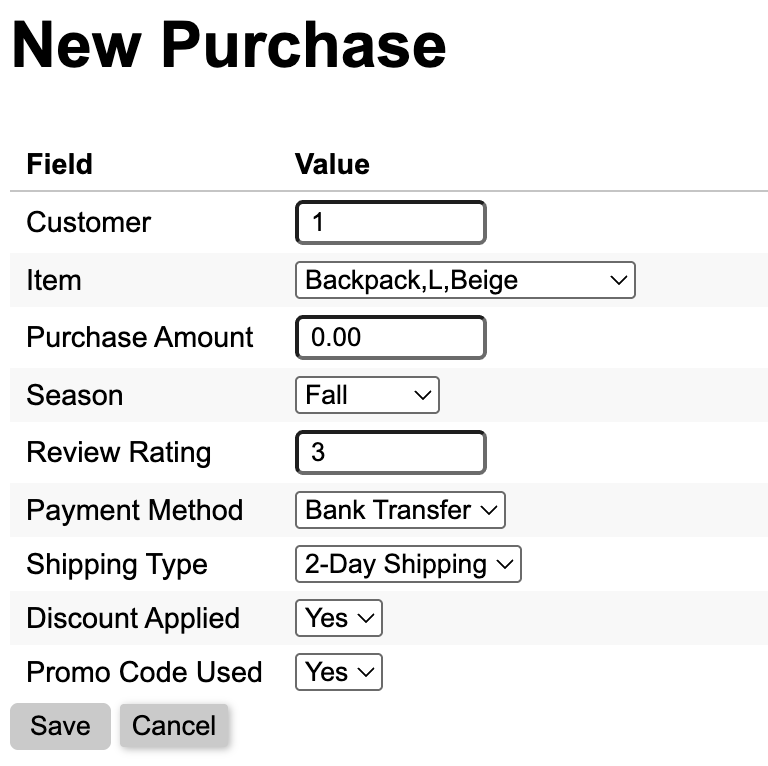 New Purchase
Field Value
Customer 1
Item Backpack,L,Beige
Purchase Amount 0.00
Season Fall
Review Rating 3
Payment Method Bank Transfer
Shipping Type 2-Day Shipping
Discount Applied Yes
Promo Code Used Yes
Save Cancel